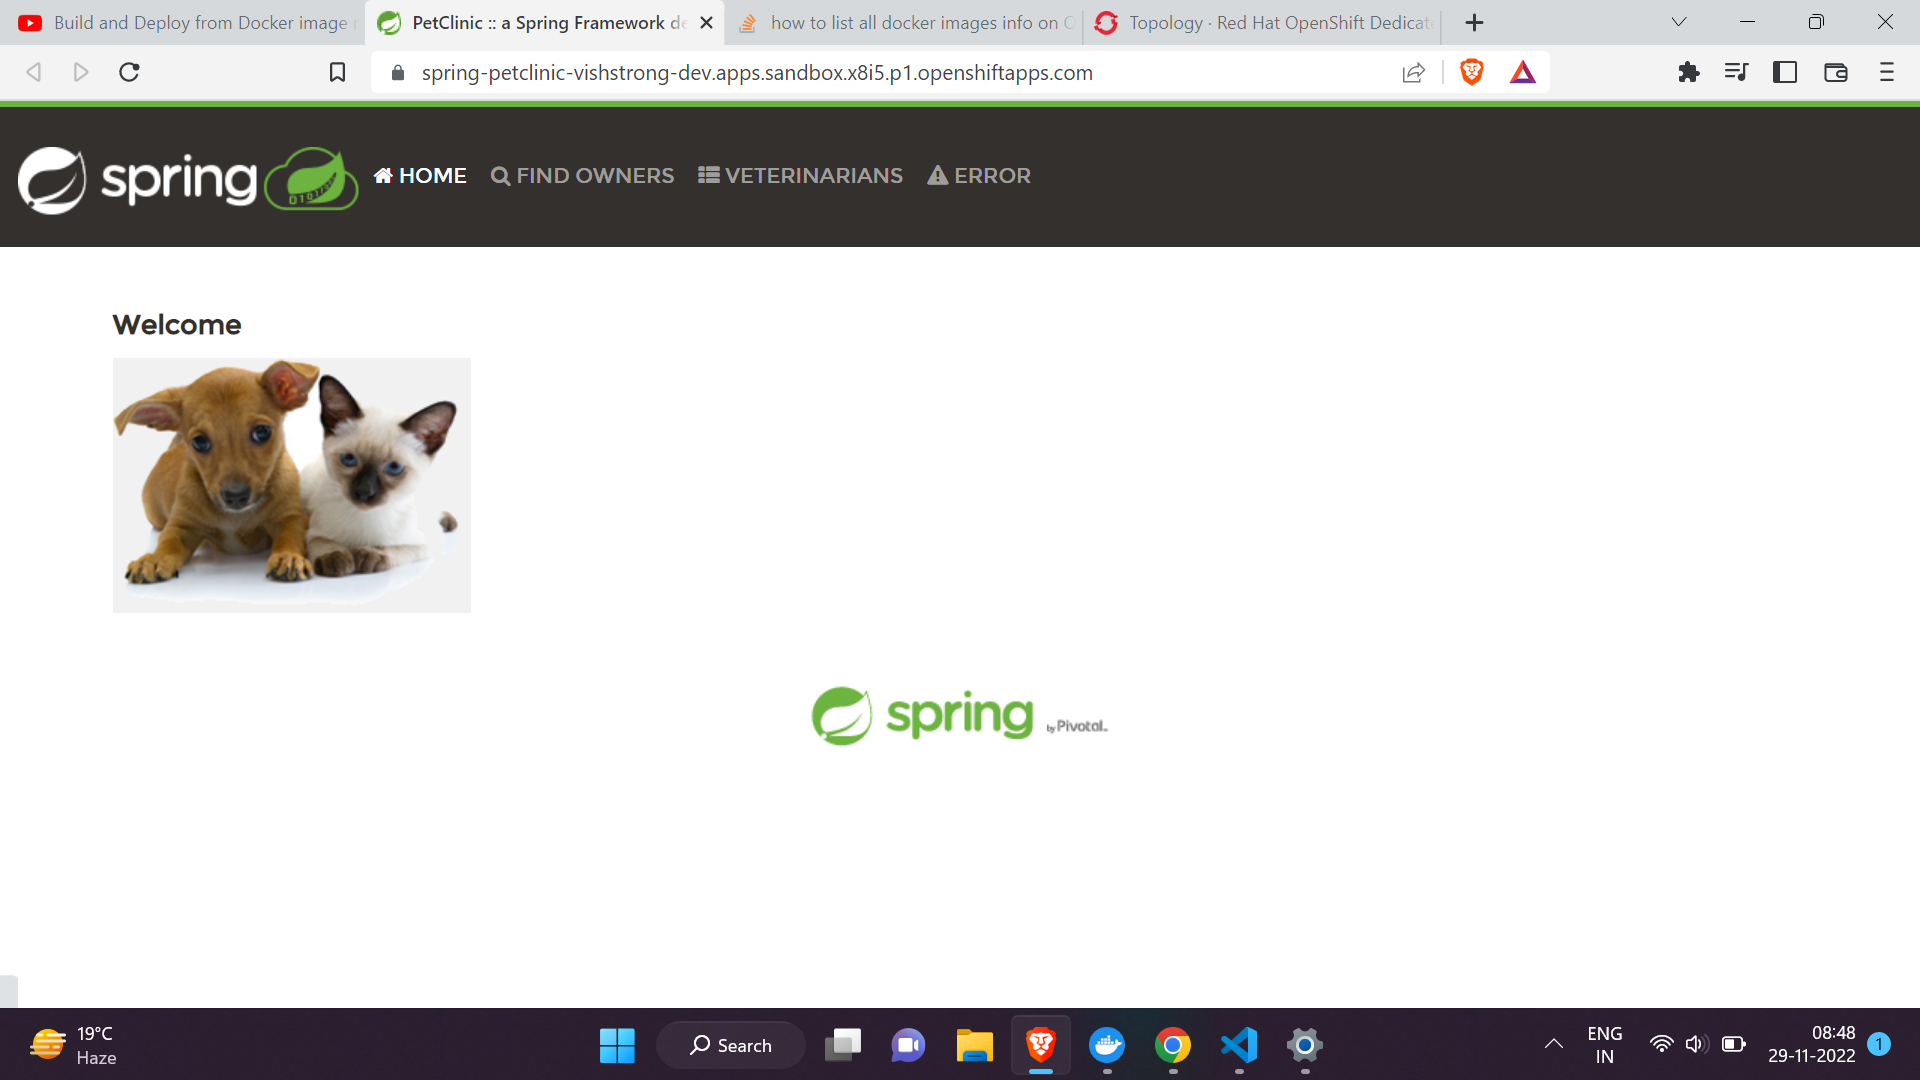 Build and Deploy from Docker image
PetClinic :: a Spring Framework de
how to list all docker images info on O
Topology · Red Hat OpenShift Dedicate
spring-petclinic-vishstrong-dev.apps.sandbox.x8i5.p1.openshiftapps.com
spring
HOME
FIND OWNERS
VETERINARIANS
ERROR
Welcome
spring by Pivotal
19°C
Haze
Search
ENG
IN
08:48
29-11-2022
1